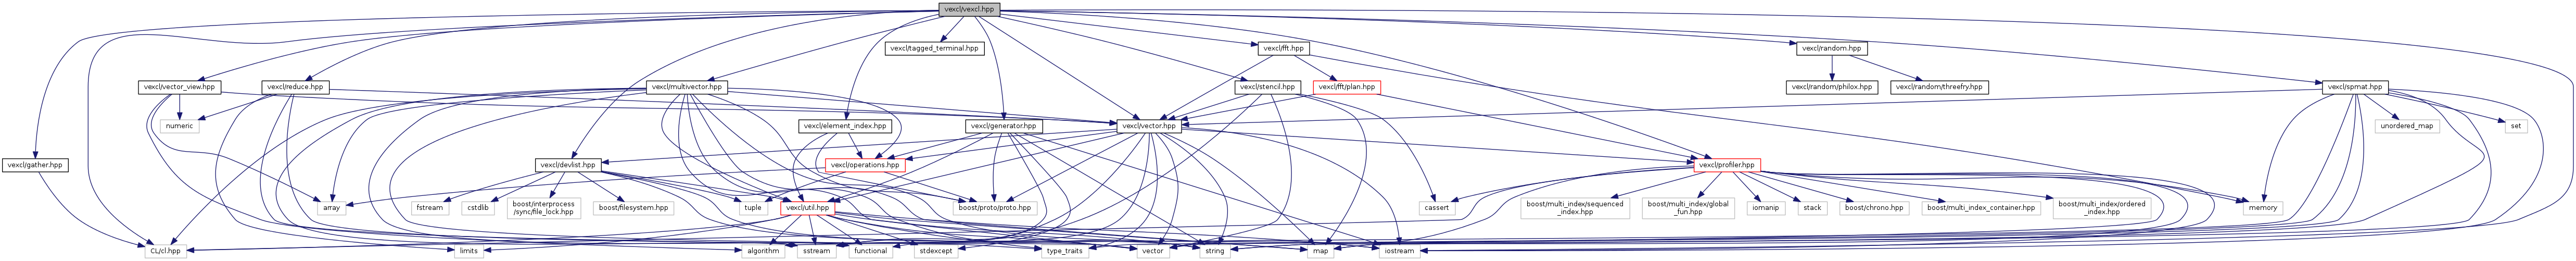 vexcl/vexcl.hpp
vexcl/tagged_terminal.hpp
vexcl/fft.hpp
vexcl/random.hpp
vexcl/vector_view.hpp
vexcl/reduce.hpp
vexcl/multivector.hpp
vexcl/stencil.hpp
vexcl/fft/plan.hpp
vexcl/random/philox.hpp
vexcl/random/threefry.hpp
vexcl/spmat.hpp
numeric
vexcl/element_index.hpp
vexcl/generator.hpp
vexcl/vector.hpp
unordered_map
set
vexcl/gather.hpp
vexcl/devlist.hpp
vexcl/operations.hpp
vexcl/profiler.hpp
array
fstream
cstdlib
boost/interprocess
/sync/file_lock.hpp
boost/filesystem.hpp
tuple
vexcl/util.hpp
boost/proto/proto.hpp
cassert
boost/multi_index/sequenced
_index.hpp
boost/multi_index/global
_fun.hpp
iomanip
stack
boost/chrono.hpp
boost/multi_index_container.hpp
boost/multi_index/ordered
_index.hpp
memory
CL/cl.hpp
limits
algorithm
sstream
functional
stdexcept
type_traits
vector
string
map
iostream